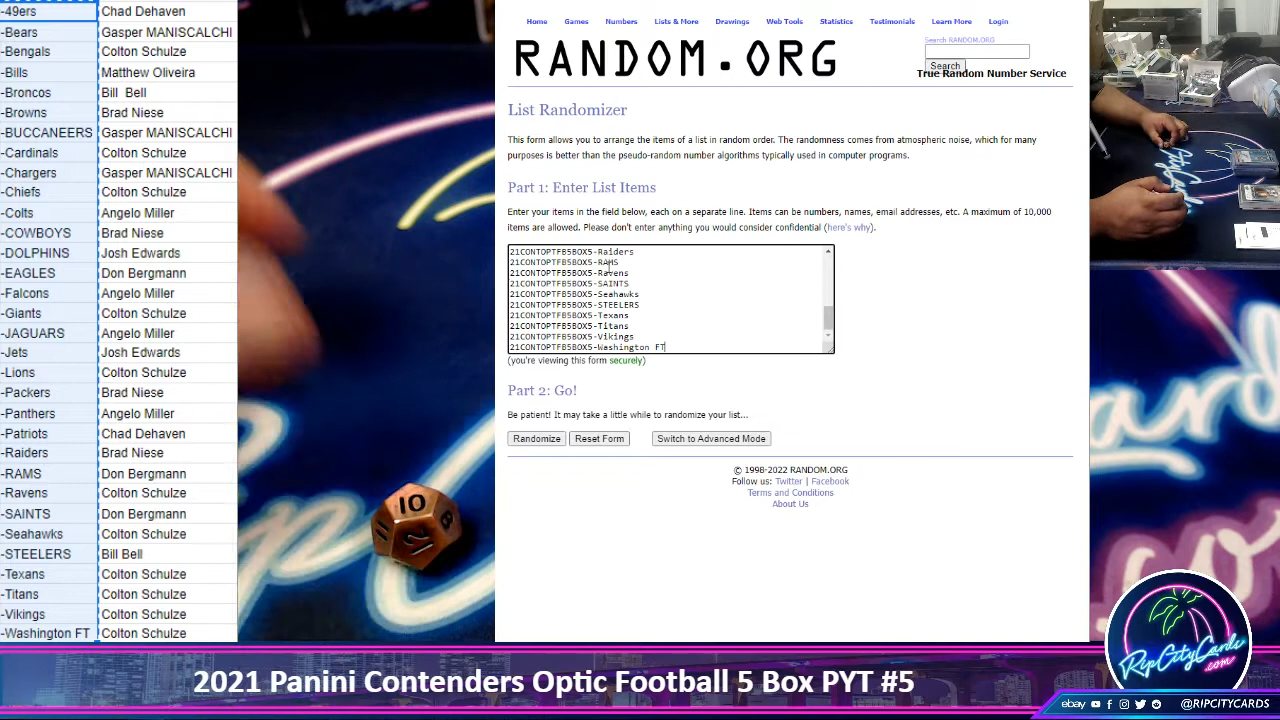 -49ers Chad Dehaven
-Bears Gasper MANISCALCHI
-Bengals Colton Schulze
-Bills Matthew Oliveira
-Broncos Bill Bell
-Browns Brad Niese
-BUCCANEERS Gasper MANISCALCHI
-Cardinals Colton Schulze
-Chargers Gasper MANISCALCHI
-Chiefs Colton Schulze
-Colts Angelo Miller
-COWBOYS Brad Niese
-DOLPHINS Josh Edwards
-EAGLES Don Bergmann
-Falcons Angelo Miller
-Giants Colton Schulze
-JAGUARS Angelo Miller
-Jets Josh Edwards
-Lions Colton Schulze
-Packers Brad Niese
-Panthers Angelo Miller
-Patriots Chad Dehaven
-Raiders Brad Niese
-RAMS Don Bergmann
-Ravens Colton Schulze
-SAINTS Don Bergmann
-Seahawks Colton Schulze
-STEELERS Bill Bell
-Texans Colton Schulze
-Titans Colton Schulze
-Vikings Colton Schulze
-Washington FT Colton Schulze
Home Games Numbers Lists & More Drawings Web Tools Statistics Testimonials Learn More Login
RANDOM.ORG
Search RANDOM.ORG
Search
True Random Number Service
List Randomizer
This form allows you to arrange the items of a list in random order. The randomness comes from atmospheric noise, which for many
purposes is better than the pseudo-random number algorithms typically used in computer programs.
Part 1: Enter List Items
Enter your items in the field below, each on a separate line. Items can be numbers, names, email addresses, etc. A maximum of 10,000
items are allowed. Please don't enter anything you would consider confidential (here's why).
21CONTOPTFB5BOX5-Raiders
21CONTOPTFB5BOX5-RAMS
21CONTOPTFB5BOX5-Ravens
21CONTOPTFB5BOX5-SAINTS
21CONTOPTFB5BOX5-Seahawks
21CONTOPTFB5BOX5-STEELERS
21CONTOPTFB5BOX5-Texans
21CONTOPTFB5BOX5-Titans
21CONTOPTFB5BOX5-Vikings
21CONTOPTFB5BOX5-Washington FT
(you're viewing this form securely)
Part 2: Go!
Be patient! It may take a little while to randomize your list...
Randomize Reset Form Switch to Advanced Mode
© 1998-2022 RANDOM.ORG
Follow us: Twitter | Facebook
Terms and Conditions
About Us
10
11
12
8
RIPCITYCARDS
.com
2021 Panini Contenders Optic Football 5 Box PYT #5
ebay @RIPCITYCARDS